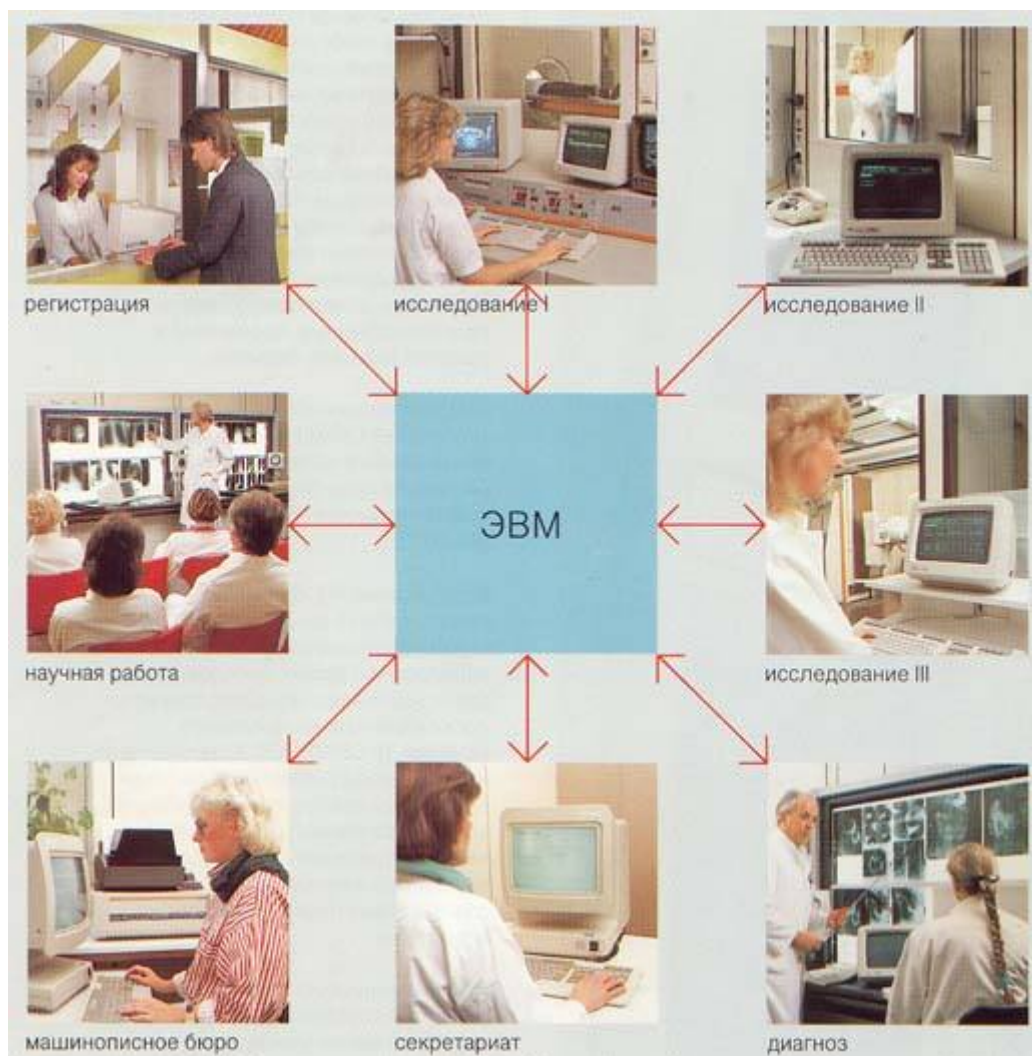 регистрация
исследование I
исследование II
ЭВМ
научная работа
исследование III
машинописное бюро
секретариат
диагноз